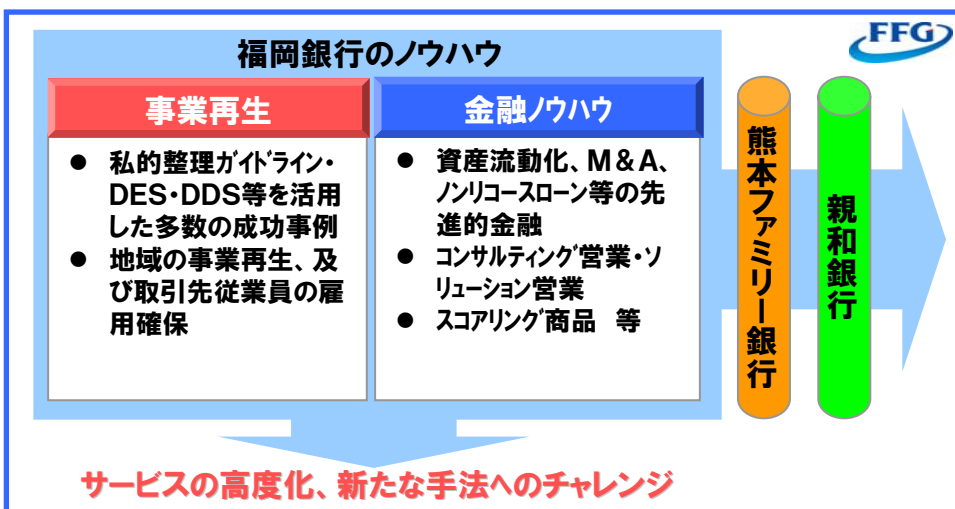 FFG
福岡銀行のノウハウ
事業再生
● 私的整理ガイドライン・
DES・DDS等を活用
した多数の成功事例
● 地域の事業再生、及
び取引先従業員の雇
用確保
金融ノウハウ
● 資産流動化、M&A、
ノンリコースローン等の先
進的金融
● コンサルティング営業・ソ
リューション営業
● スコアリング商品 等
熊本ファミリー銀行
親和銀行
サービスの高度化、新たな手法へのチャレンジ